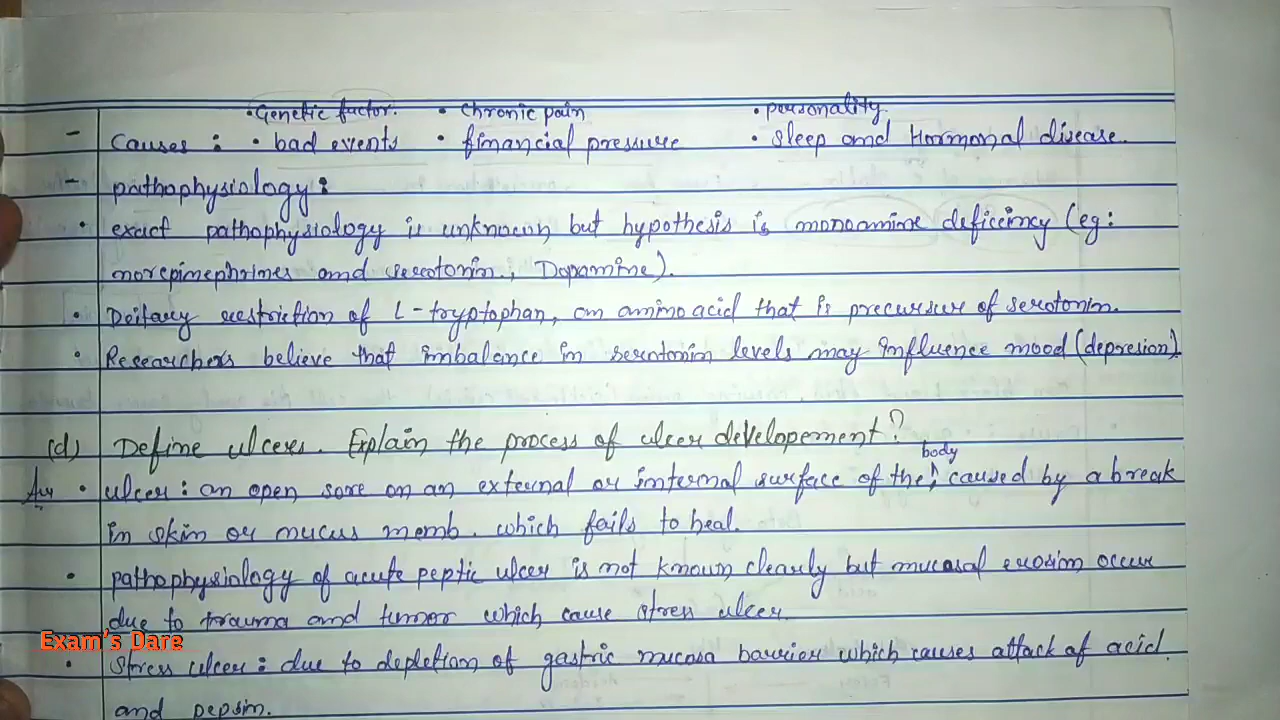 • Genetic factor. • Chronic pain • personality
- Causes : • bad events • financial pressure • sleep and Hormonal disease.
- pathophysiology :
• exact pathophysiology is unknown but hypothesis is monoamine deficeincy (eg:
norepinephrines and serotonin, Dopamine).
• Deitary restriction of L-tryptophan, an amino acid that is precursure of serotonin.
• Researchers believe that imbalance in serotonin levels may influence mood (depresion)
(d) Define ulcers. Explain the process of ulcer developement?
body
Ans • ulcer : an open sore on an external or internal surface of the, caused by a break
in skin or mucus memb. which fails to heal.
• pathophysiology of acute peptic ulcer is not known clearly but mucosal erosion occur
due to trauma and tumor which cause stress ulcer.
Exam's Dare
• Stress ulcer : due to depletion of gastric mucosa barrier which causes attack of acid
and pepsin.